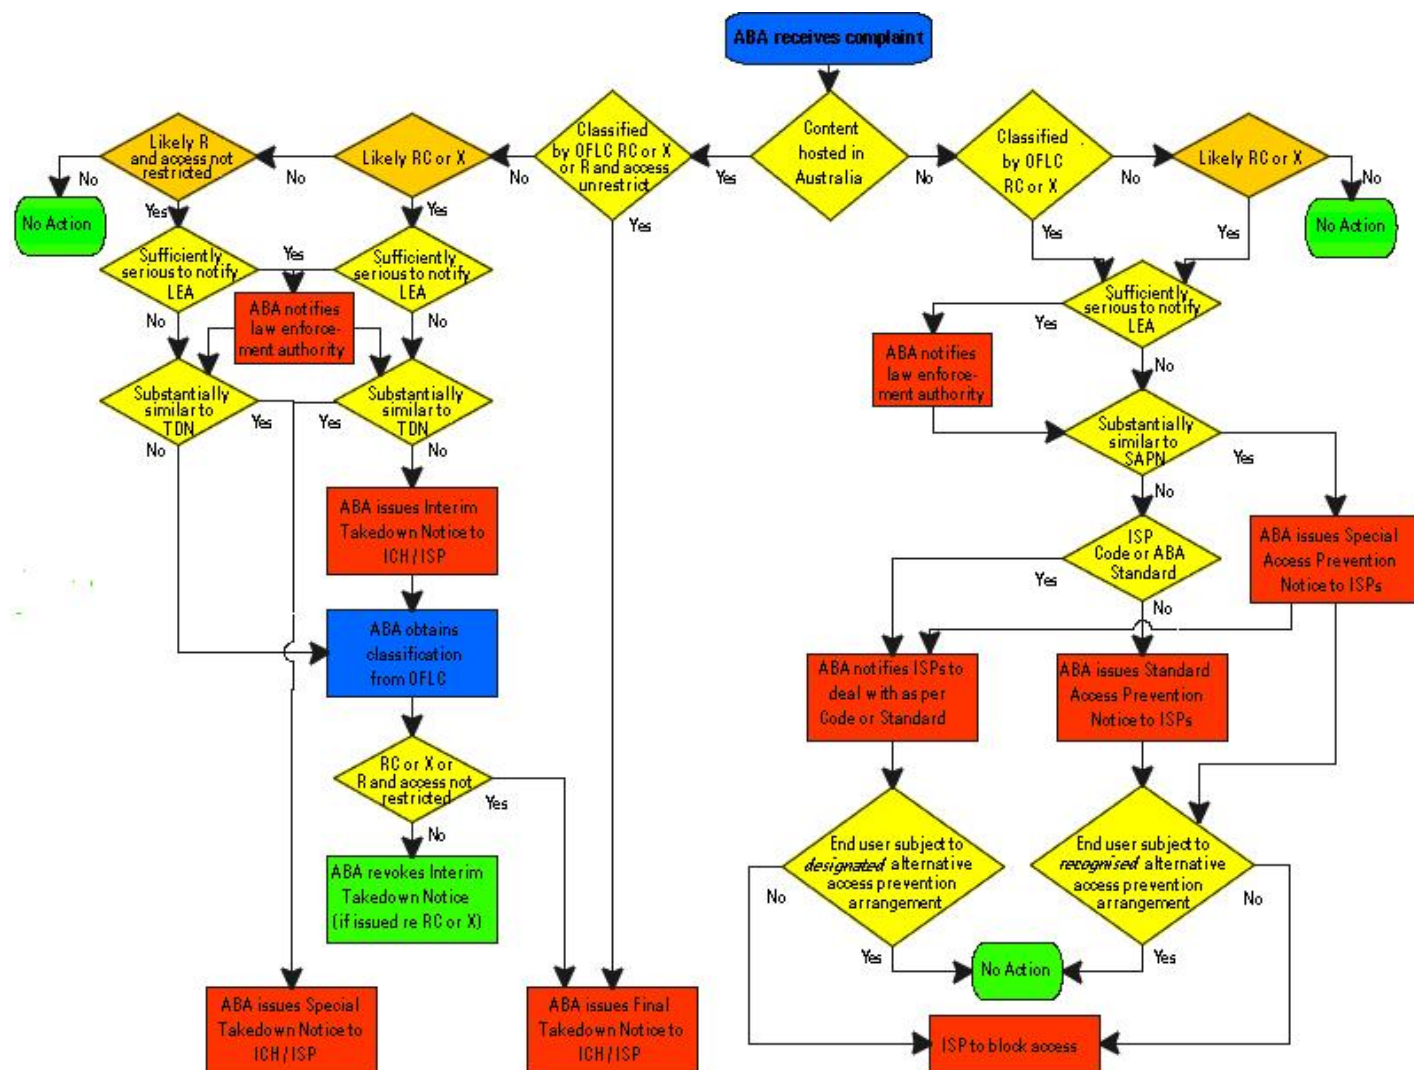 ABA receives complaint
Likely R
and access not
restricted
Likely RC or X
Classified
by OFLC RC or X
or R and access
unrestrict
Content
hosted in
Australia
Classified
by OFLC
RC or X
Likely RC or X
No
No
No
Yes
No
No
No
No Action
Yes
Yes
Yes
Yes
Yes
No Action
Sufficiently
serious to notify
LEA
Yes
Sufficiently
serious to notify
LEA
Sufficiently
serious to notify
LEA
ABA notifies
law enforce-
ment authority
No
No
Yes
No
ABA notifies
law enforce-
ment authority
Substantially
similar to
TDN
Yes
Yes
Substantially
similar to
TDN
Substantially
similar to
SAPN
Yes
No
No
No
ABA issues Interim
Takedown Notice to
ICH / ISP
ISP
Code or ABA
Standard
ABA issues Special
Access Prevention
Notice to ISPs
Yes
No
ABA obtains
classification
from OFLC
ABA notifies ISPs to
deal with as per
Code or Standard
ABA issues Standard
Access Prevention
Notice to ISPs
RC or X or
R and access not
restricted
Yes
No
ABA revokes Interim
Takedown Notice
(if issued re RC or X)
End user subject to
designated alternative
access prevention
arrangement
End user subject to
recognised alternative
access prevention
arrangement
No
No
Yes
Yes
No Action
ABA issues Special
Takedown Notice to
ICH / ISP
ABA issues Final
Takedown Notice to
ICH / ISP
ISP to block access